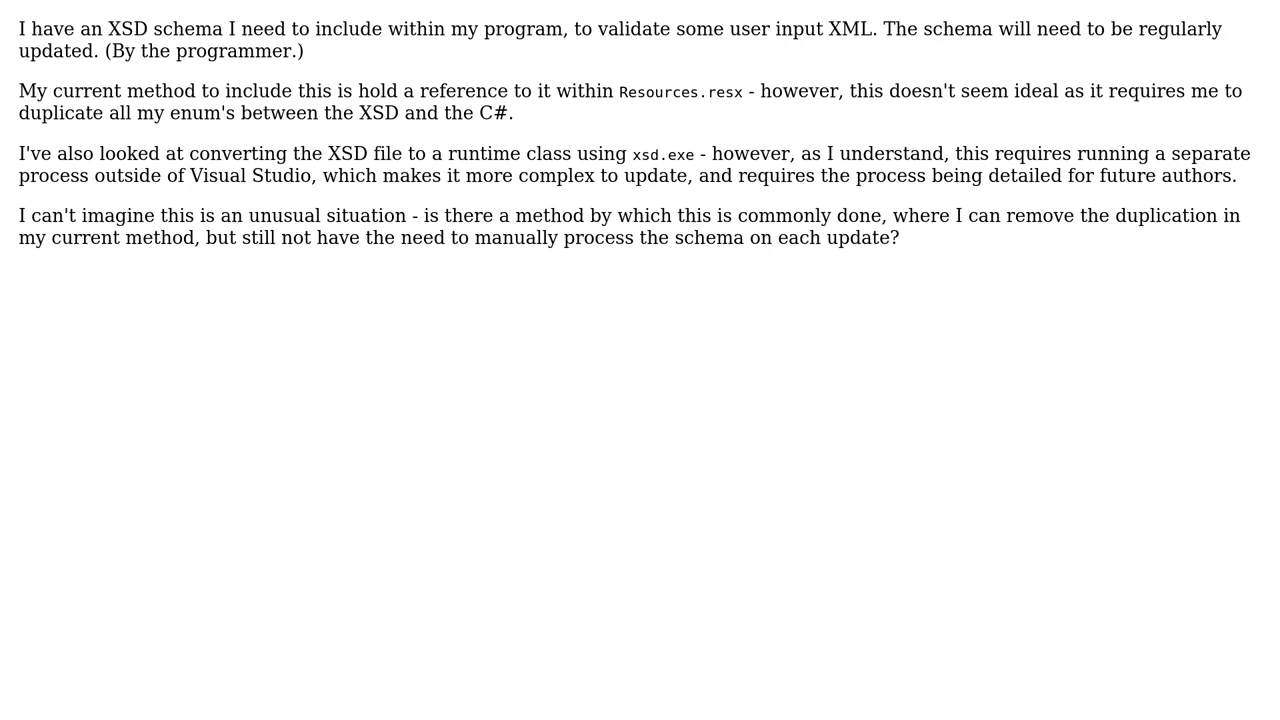 I have an XSD schema I need to include within my program, to validate some user input XML. The schema will need to be regularly
updated. (By the programmer.)
My current method to include this is hold a reference to it within Resources.resx - however, this doesn't seem ideal as it requires me to
duplicate all my enum's between the XSD and the C#.
I've also looked at converting the XSD file to a runtime class using xsd.exe - however, as I understand, this requires running a separate
process outside of Visual Studio, which makes it more complex to update, and requires the process being detailed for future authors.
I can't imagine this is an unusual situation - is there a method by which this is commonly done, where I can remove the duplication in
my current method, but still not have the need to manually process the schema on each update?